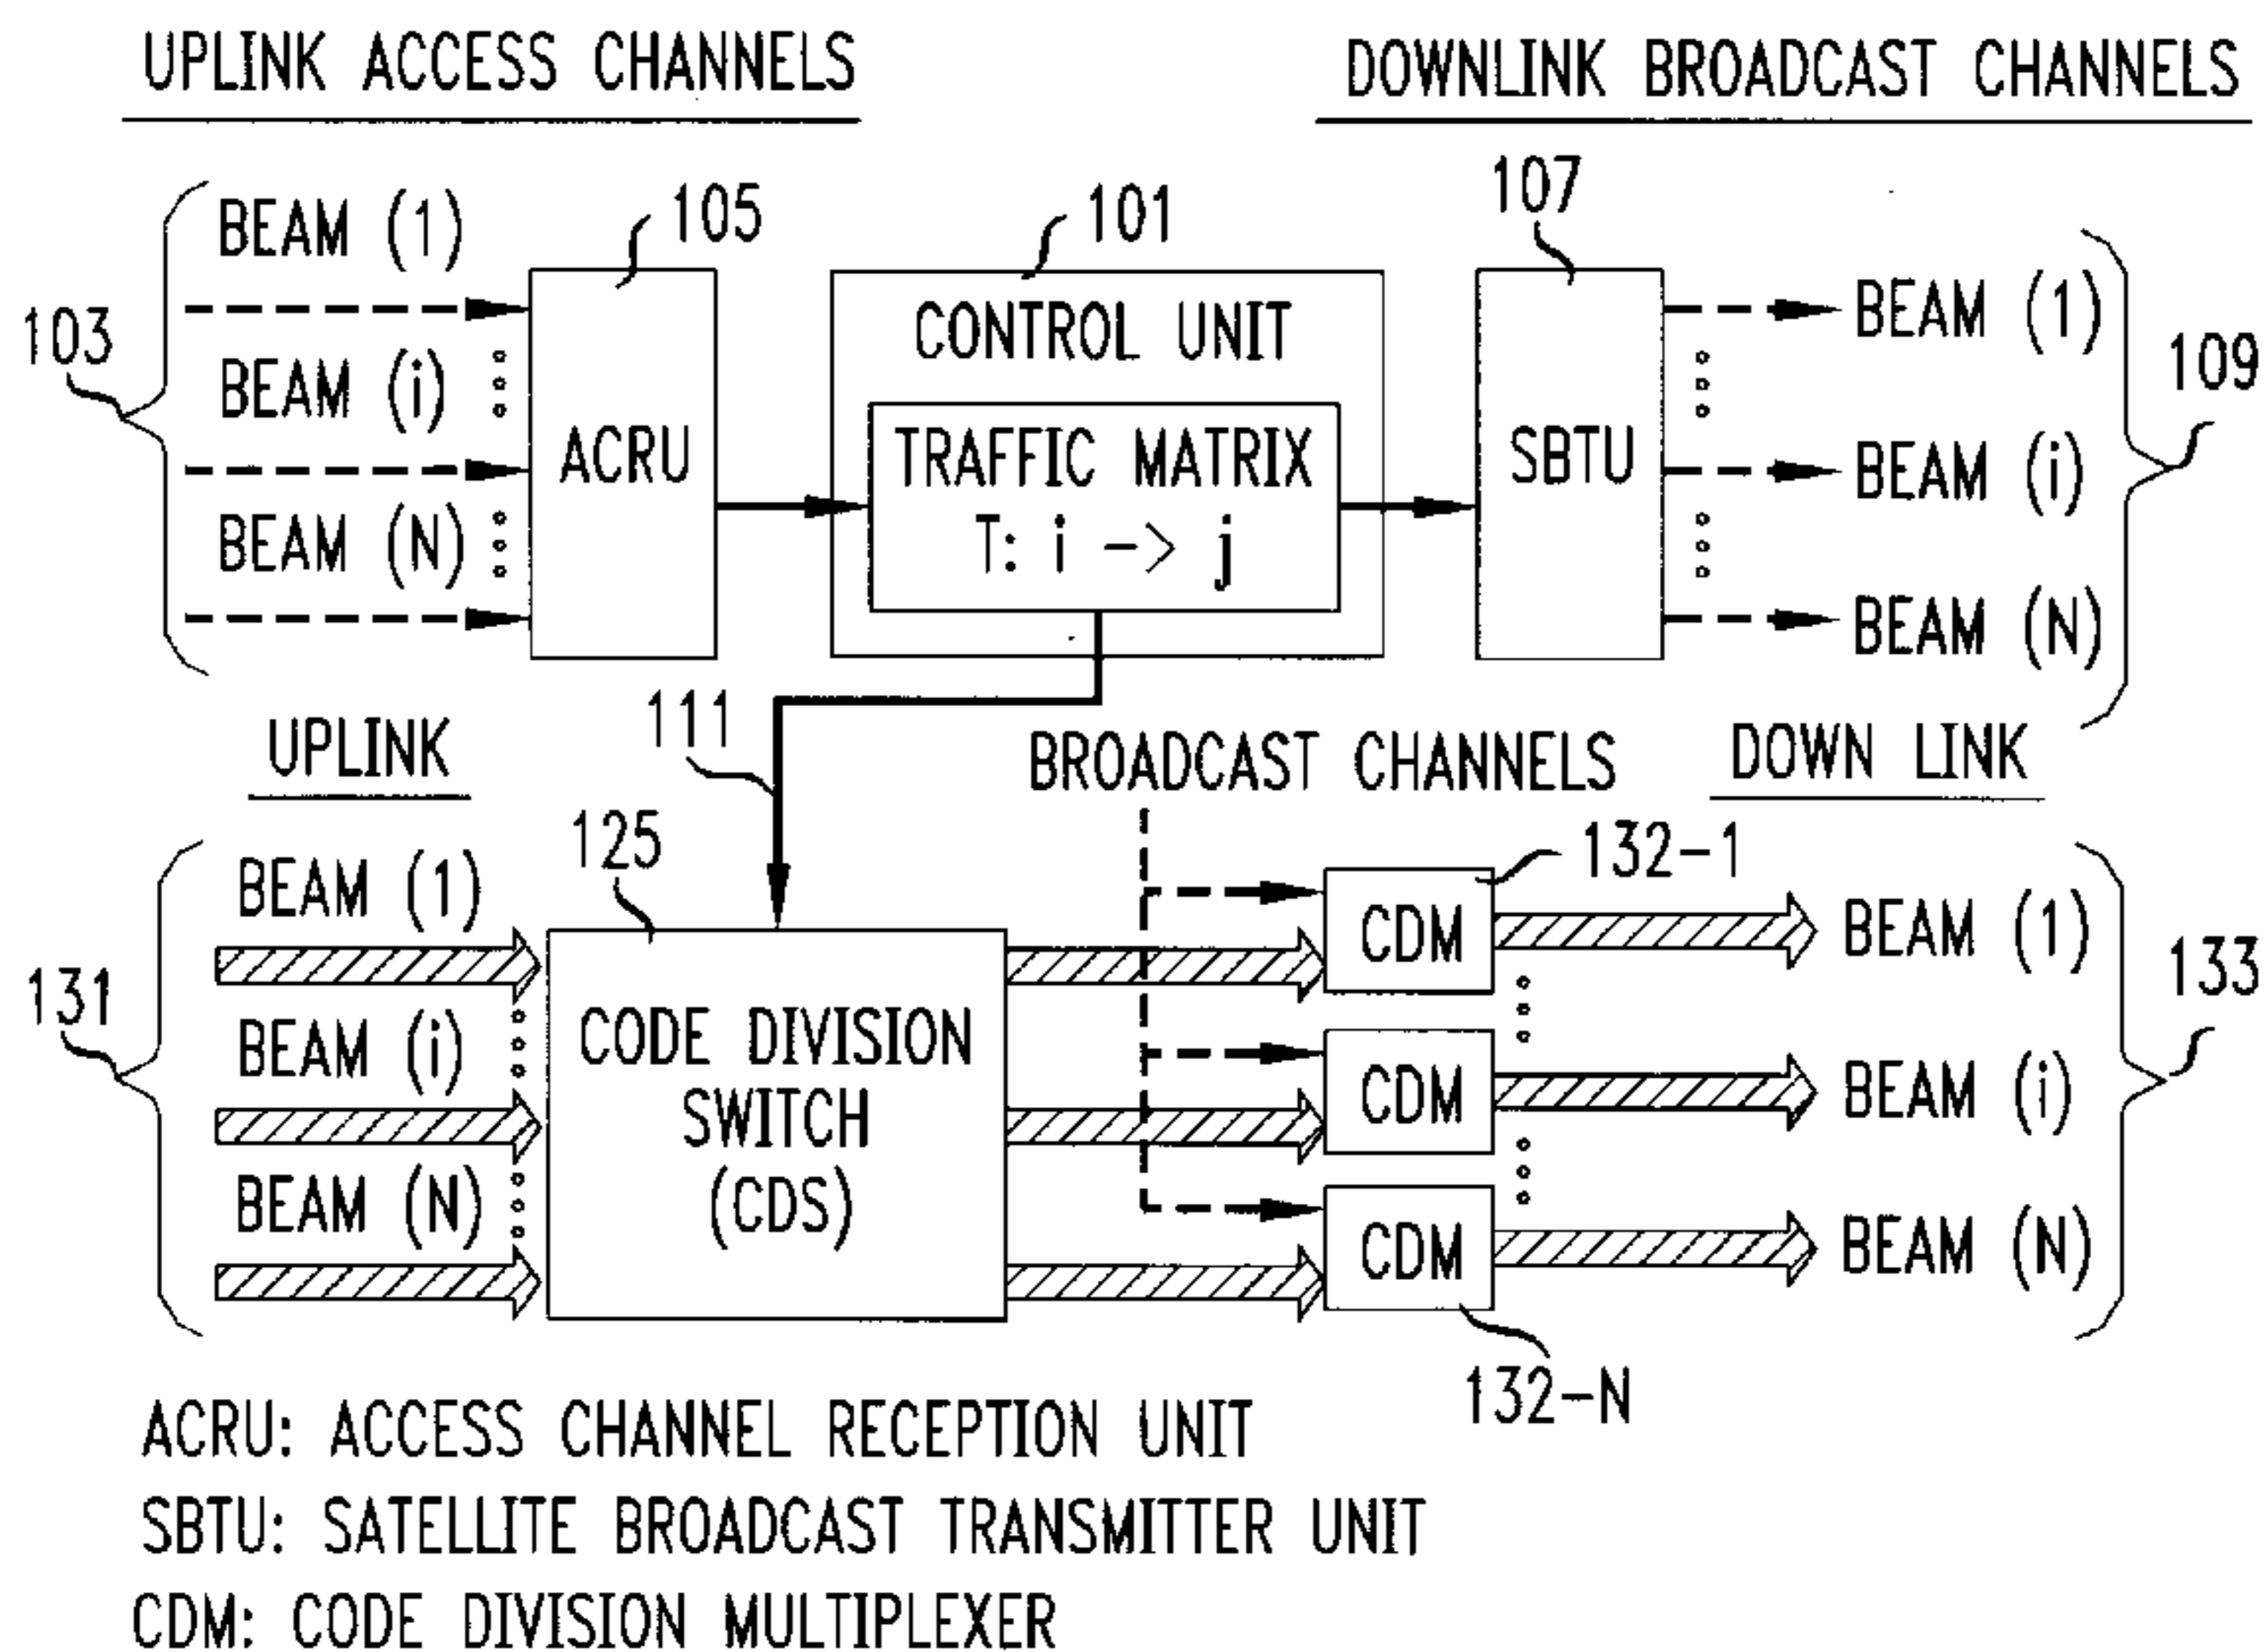 UPLINK ACCESS CHANNELS
DOWNLINK BROADCAST CHANNELS
103
BEAM (1)
BEAM (i)
BEAM (N)
105
ACRU
101
CONTROL UNIT
TRAFFIC MATRIX
T: i -> j
107
SBTU
BEAM (1)
BEAM (i)
BEAM (N)
109
111
UPLINK
BROADCAST CHANNELS
DOWN LINK
131
BEAM (1)
BEAM (i)
BEAM (N)
125
CODE DIVISION
SWITCH
(CDS)
132-1
CDM
CDM
CDM
132-N
BEAM (1)
BEAM (i)
BEAM (N)
133
ACRU: ACCESS CHANNEL RECEPTION UNIT
SBTU: SATELLITE BROADCAST TRANSMITTER UNIT
CDM: CODE DIVISION MULTIPLEXER